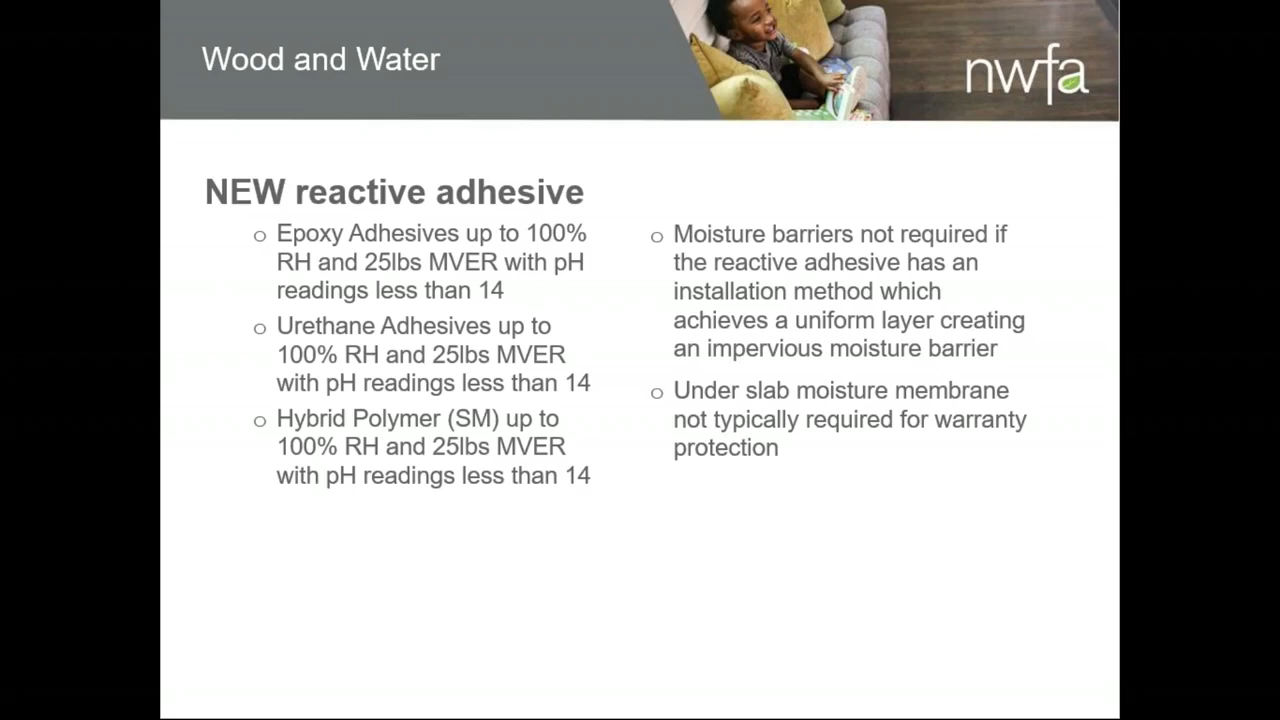 Wood and Water
nwfa
NEW reactive adhesive
o Epoxy Adhesives up to 100%
RH and 25lbs MVER with pH
readings less than 14
o Urethane Adhesives up to
100% RH and 25lbs MVER
with pH readings less than 14
o Hybrid Polymer (SM) up to
100% RH and 25lbs MVER
with pH readings less than 14
o Moisture barriers not required if
the reactive adhesive has an
installation method which
achieves a uniform layer creating
an impervious moisture barrier
o Under slab moisture membrane
not typically required for warranty
protection